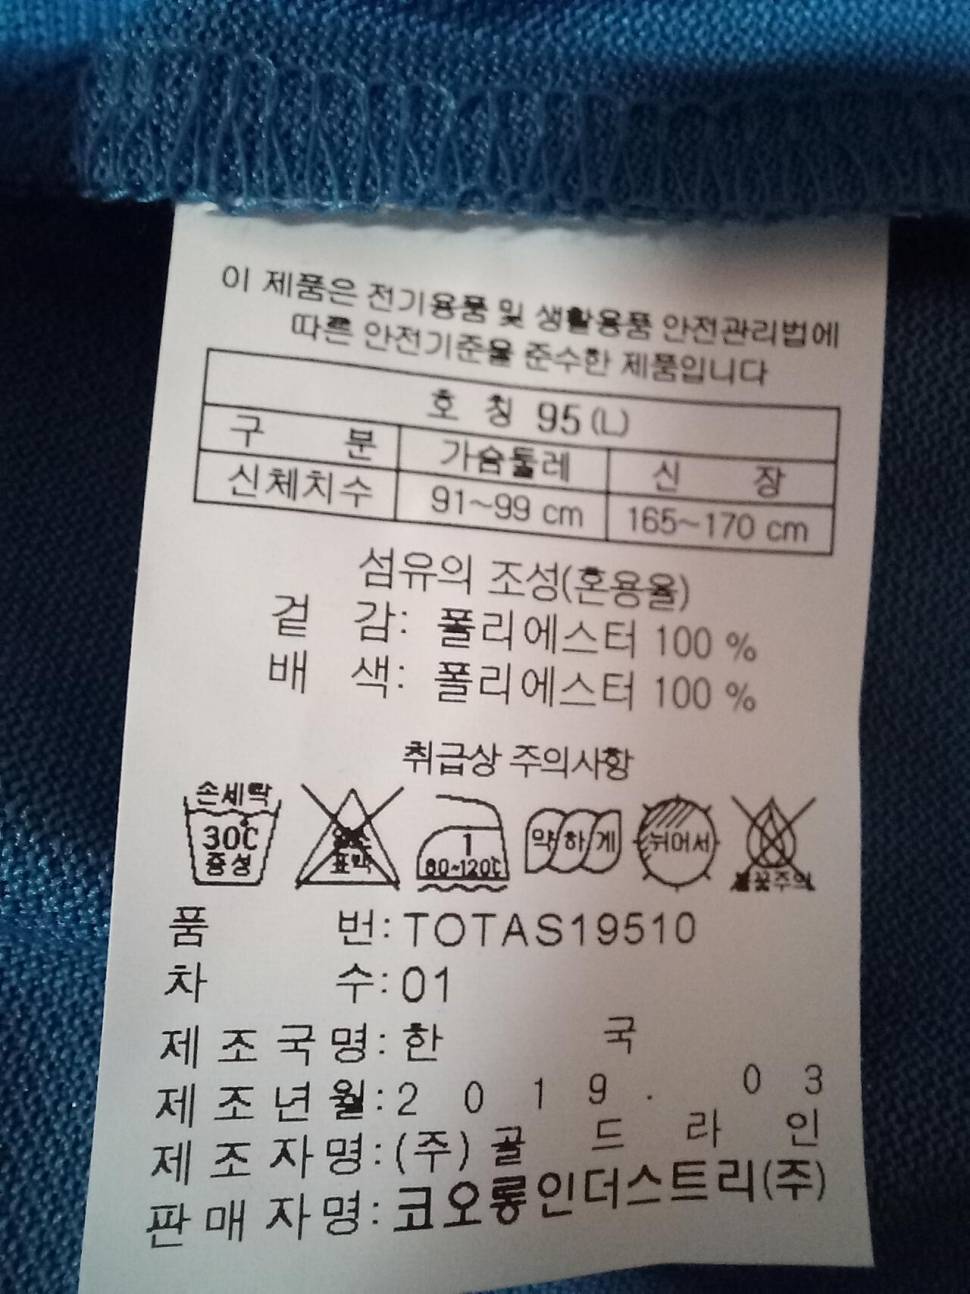 이 제품은 전기용품 및 생활용품 안전관리법에
따른 안전기준을 준수한 제품입니다
호 칭 95(L)
구 분 가슴둘레 신 장
신체치수 91~99 cm 165~170 cm
섬유의 조성(혼용율)
겉 감: 폴리에스터 100 %
배 색: 폴리에스터 100 %
취급상 주의사항
손세탁
30℃
중성
표백
1
80~120℃
약하게
뉘어서
불꽃주의
품 번: TOTAS19510
차 수: 01
제조국명: 한 국
제조년월: 2019. 03
제조자명: (주)골드라인
판매자명: 코오롱인더스트리(주)